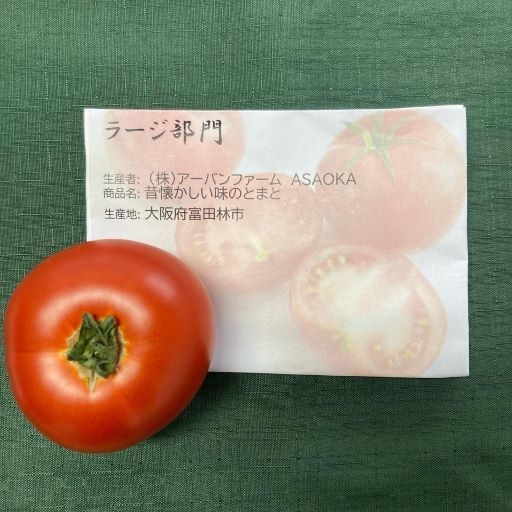 ラージ部門
生産者: (株)アーバンファーム ASAOKA
商品名: 昔懐かしい味のとまと
生産地: 大阪府富田林市